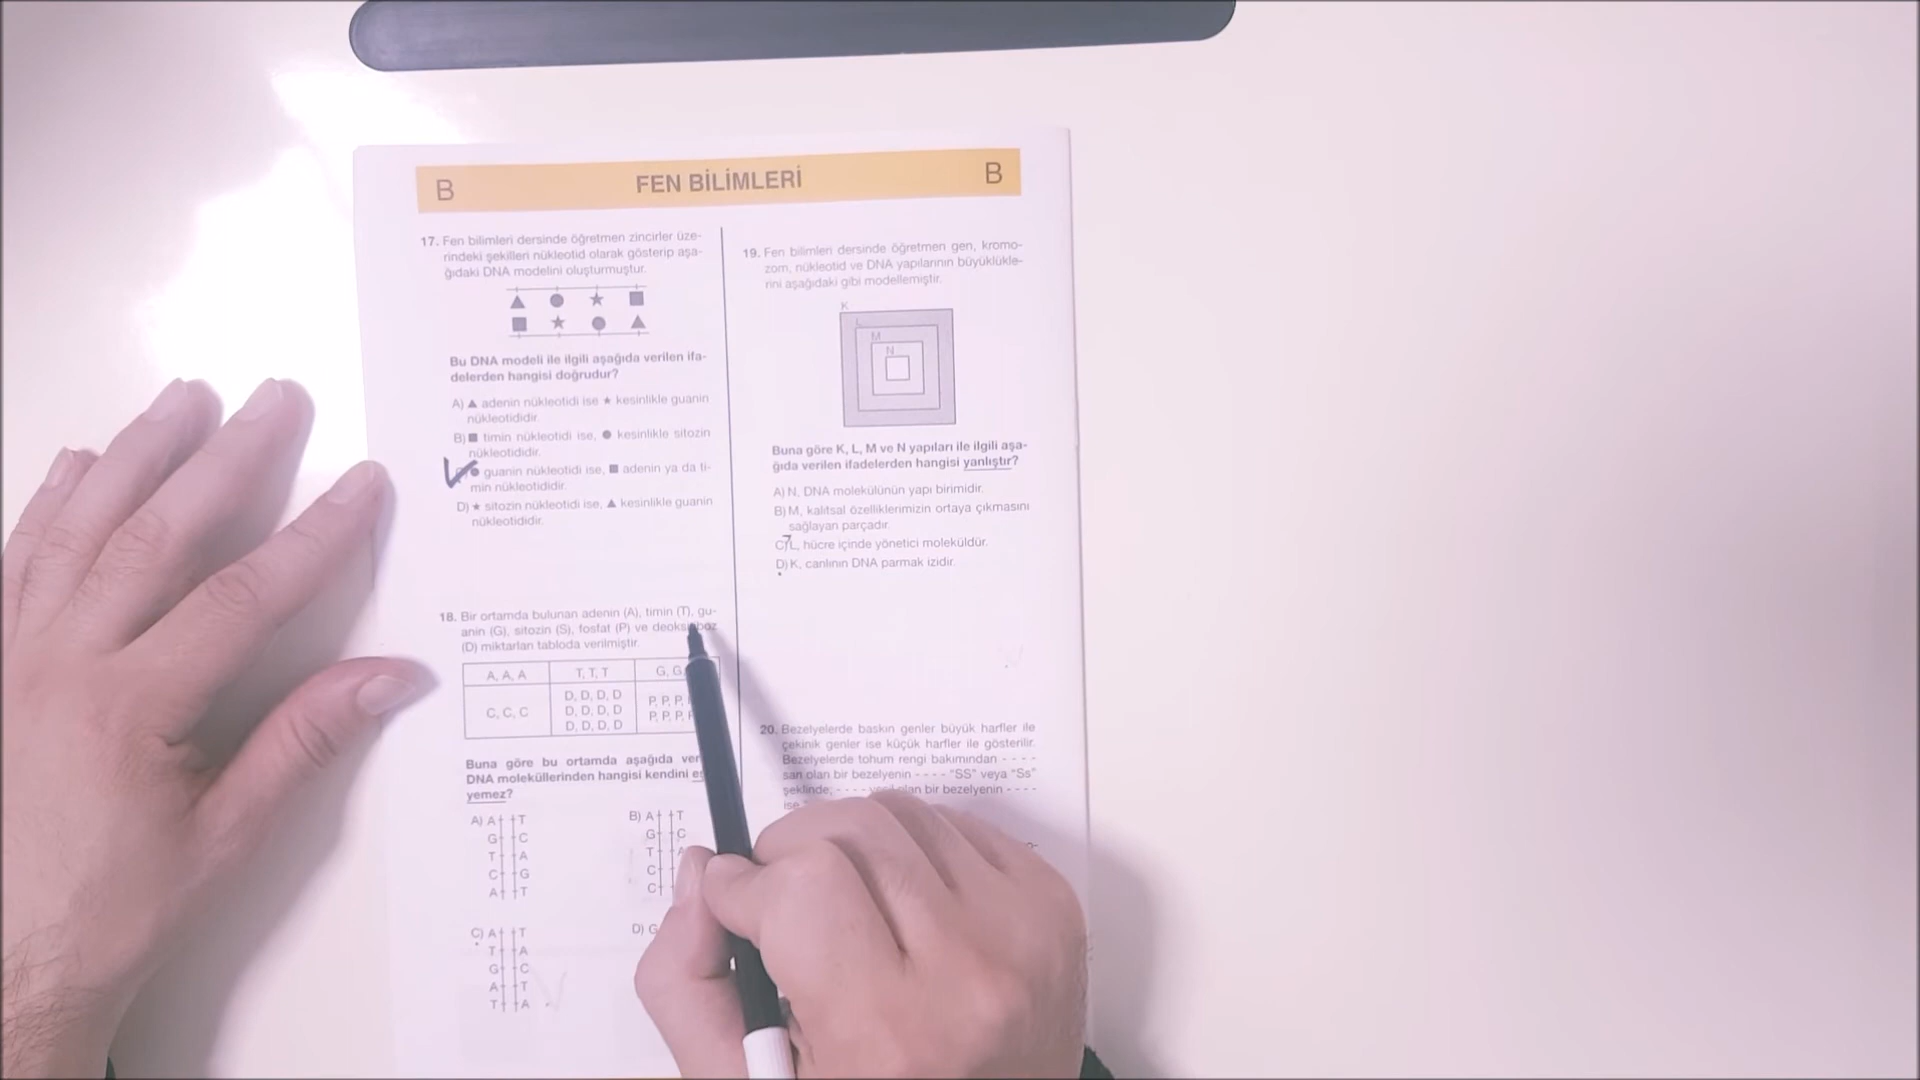 B FEN BİLİMLERİ B
17. Fen bilimleri dersinde öğretmen zincirler üze-
rindeki şekilleri nükleotid olarak gösterip aşa-
ğıdaki DNA modelini oluşturmuştur.
Bu DNA modeli ile ilgili aşağıda verilen ifa-
delerden hangisi doğrudur?
A) ▲ adenin nükleotidi ise ★ kesinlikle guanin
nükleotididir.
B) ■ timin nükleotidi ise, ● kesinlikle sitozin
nükleotididir.
● guanin nükleotidi ise, ■ adenin ya da ti-
min nükleotididir.
D) ★ sitozin nükleotidi ise, ▲ kesinlikle guanin
nükleotididir.
18. Bir ortamda bulunan adenin (A), timin (T), gu-
anin (G), sitozin (S), fosfat (P) ve
(D) miktarları tabloda verilmiştir.
A, A, A T, T, T G, G,
C, C, C
D, D, D, D
D, D, D, D
D, D, D, D
P, P, P,
P, P, P,
Buna göre bu ortamda aşağıda
DNA moleküllerinden hangisi kendini
yemez?
A) A T
G C
T A
C G
A T
B) A T
G C
T A
C
C
C) A T
T A
G C
A T
T A
D) G
19. Fen bilimleri dersinde öğretmen gen, kromo-
zom, nükleotid ve DNA yapılarının büyüklükle-
rini aşağıdaki gibi modellemiştir.
K
L
M
N
Buna göre K, L, M ve N yapıları ile ilgili aşa-
ğıda verilen ifadelerden hangisi yanlıştır?
A) N, DNA molekülünün yapı birimidir.
B) M, kalıtsal özelliklerimizin ortaya çıkmasını
sağlayan parçadır.
C) L, hücre içinde yönetici moleküldür.
D) K, canlının DNA parmak izidir.
20. Bezelyelerde baskın genler büyük harfler ile
çekinik genler ise küçük harfler ile gösterilir.
Bezelyelerde tohum rengi bakımından - - - -
sarı olan bir bezelyenin - - - - "SS" veya "Ss"
şeklinde, - - - - olan bir bezelyenin - - - -
ise